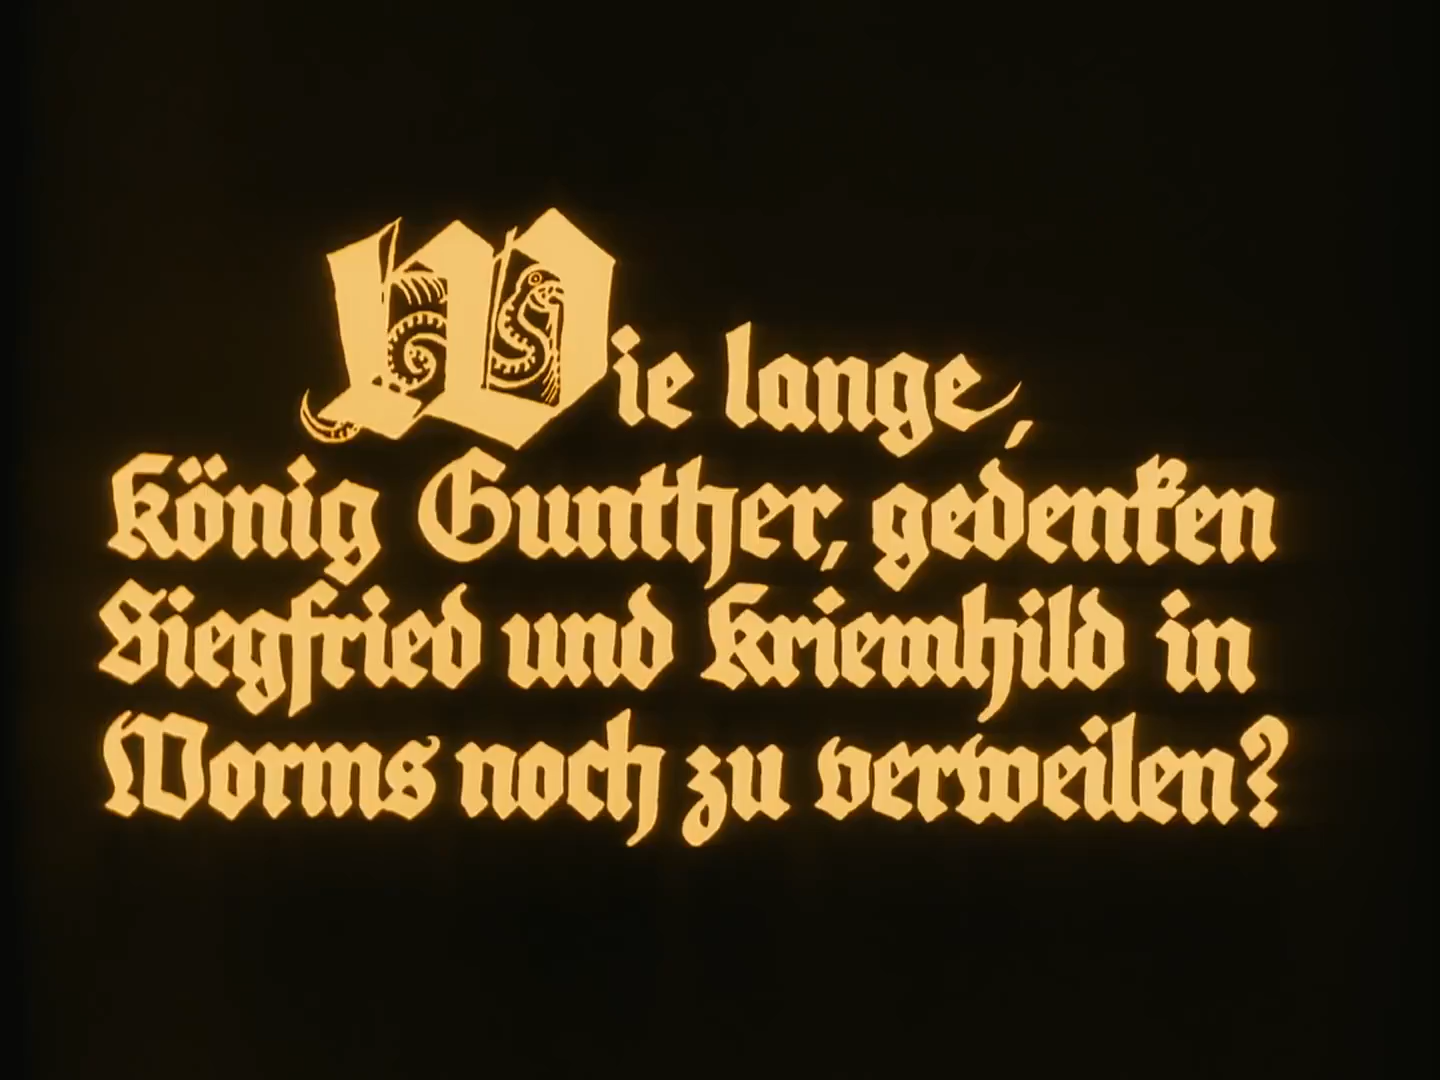 Wie lange,
König Gunther, gedenken
Siegfried und Kriemhild in
Worms noch zu verweilen?